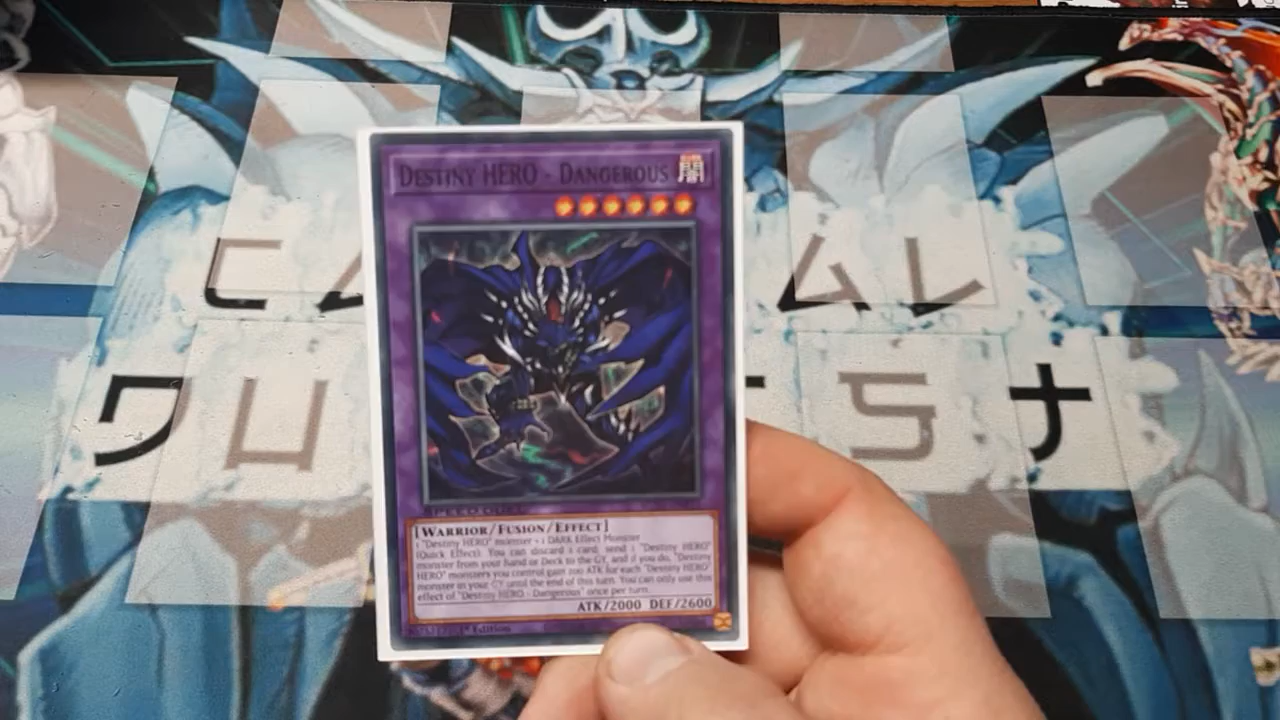 DESTINY HERO - DANGEROUS 闇
SPEED DUEL
[WARRIOR/FUSION/EFFECT]
1 "Destiny HERO" monster + 1 DARK Effect Monster
(Quick Effect): You can discard 1 card; send 1 "Destiny HERO"
monster from your hand or Deck to the GY, and if you do, "Destiny
HERO" monsters you control gain 200 ATK for each "Destiny HERO"
monster in your GY until the end of this turn. You can only use this
effect of "Destiny HERO - Dangerous" once per turn.
ATK/2000 DEF/2600
1st Edition